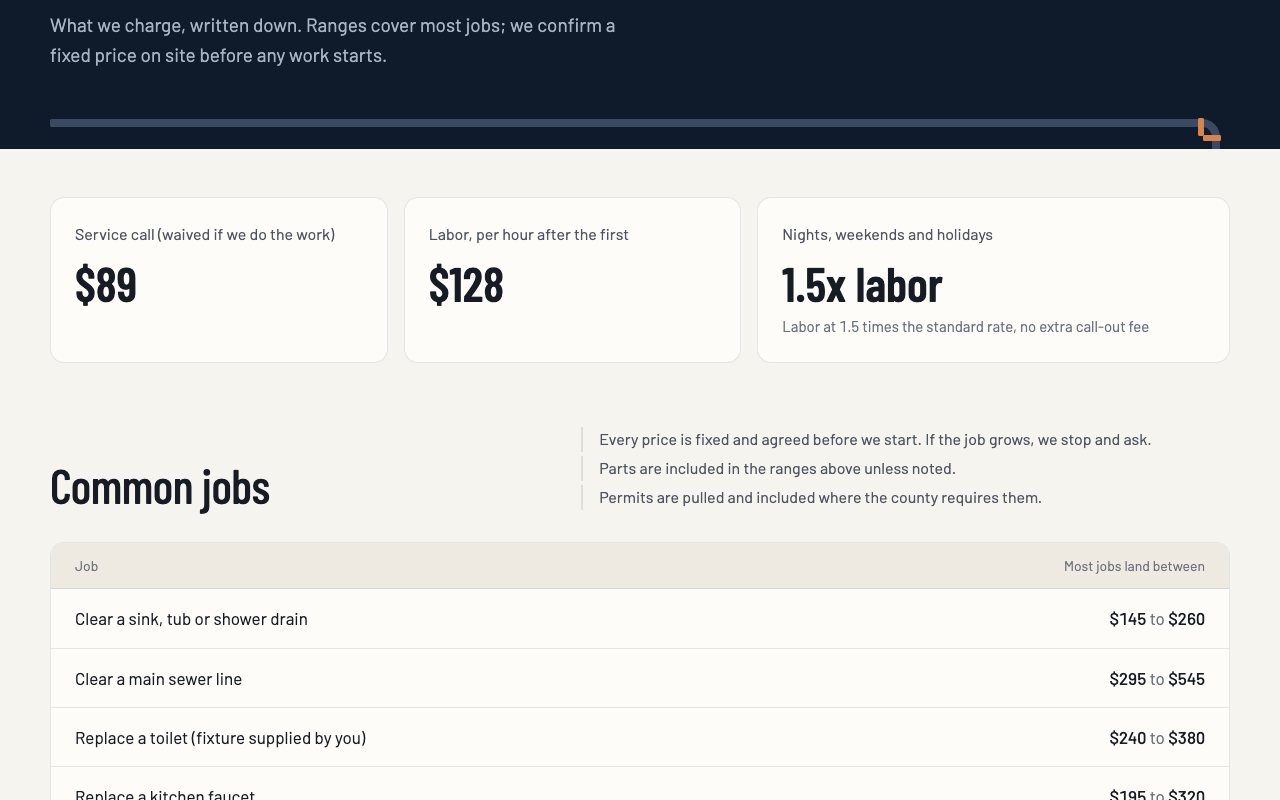 What we charge, written down. Ranges cover most jobs; we confirm a
fixed price on site before any work starts.
Service call (waived if we do the work)
$89
Labor, per hour after the first
$128
Nights, weekends and holidays
1.5x labor
Labor at 1.5 times the standard rate, no extra call-out fee
Common jobs
Every price is fixed and agreed before we start. If the job grows, we stop and ask.
Parts are included in the ranges above unless noted.
Permits are pulled and included where the county requires them.
Job Most jobs land between
Clear a sink, tub or shower drain $145 to $260
Clear a main sewer line $295 to $545
Replace a toilet (fixture supplied by you) $240 to $380
Replace a kitchen faucet $195 to $320